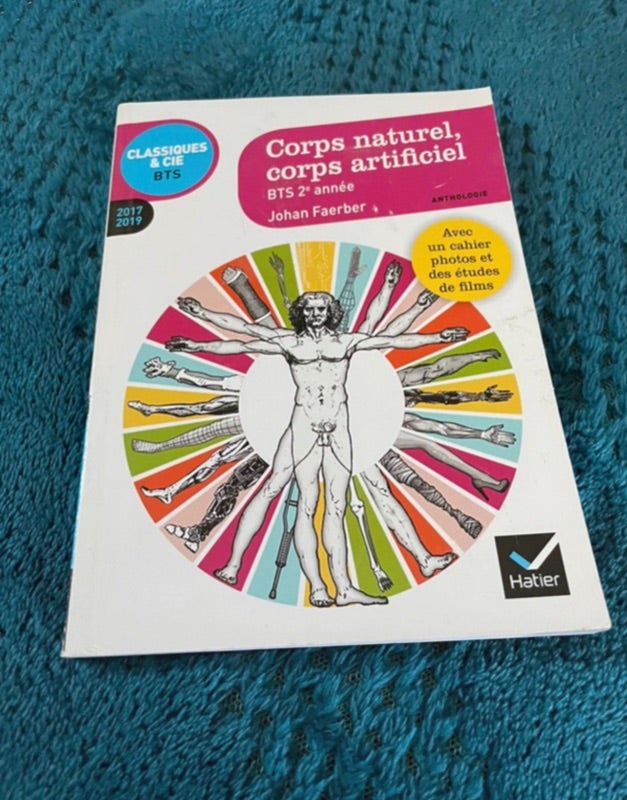 CLASSIQUES
& CIE
BTS
2017
2019
Corps naturel,
corps artificiel
BTS 2e année
Johan Faerber
ANTHOLOGIE
Avec
un cahier
photos et
des études
de films
Hatier